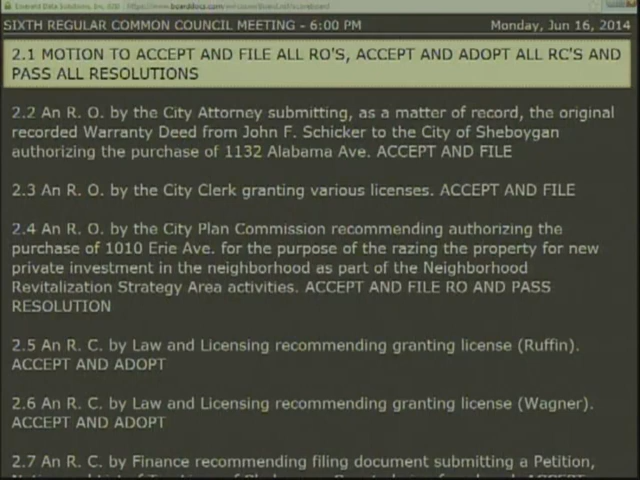 SIXTH REGULAR COMMON COUNCIL MEETING - 6:00 PM Monday, Jun 16, 2014
2.1 MOTION TO ACCEPT AND FILE ALL RO'S, ACCEPT AND ADOPT ALL RC'S AND
PASS ALL RESOLUTIONS
2.2 An R. O. by the City Attorney submitting, as a matter of record, the original
recorded Warranty Deed from John F. Schicker to the City of Sheboygan
authorizing the purchase of 1132 Alabama Ave. ACCEPT AND FILE
2.3 An R. O. by the City Clerk granting various licenses. ACCEPT AND FILE
2.4 An R. O. by the City Plan Commission recommending authorizing the
purchase of 1010 Erie Ave. for the purpose of the razing the property for new
private investment in the neighborhood as part of the Neighborhood
Revitalization Strategy Area activities. ACCEPT AND FILE RO AND PASS
RESOLUTION
2.5 An R. C. by Law and Licensing recommending granting license (Ruffin).
ACCEPT AND ADOPT
2.6 An R. C. by Law and Licensing recommending granting license (Wagner).
ACCEPT AND ADOPT
2.7 An R. C. by Finance recommending filing document submitting a Petition,